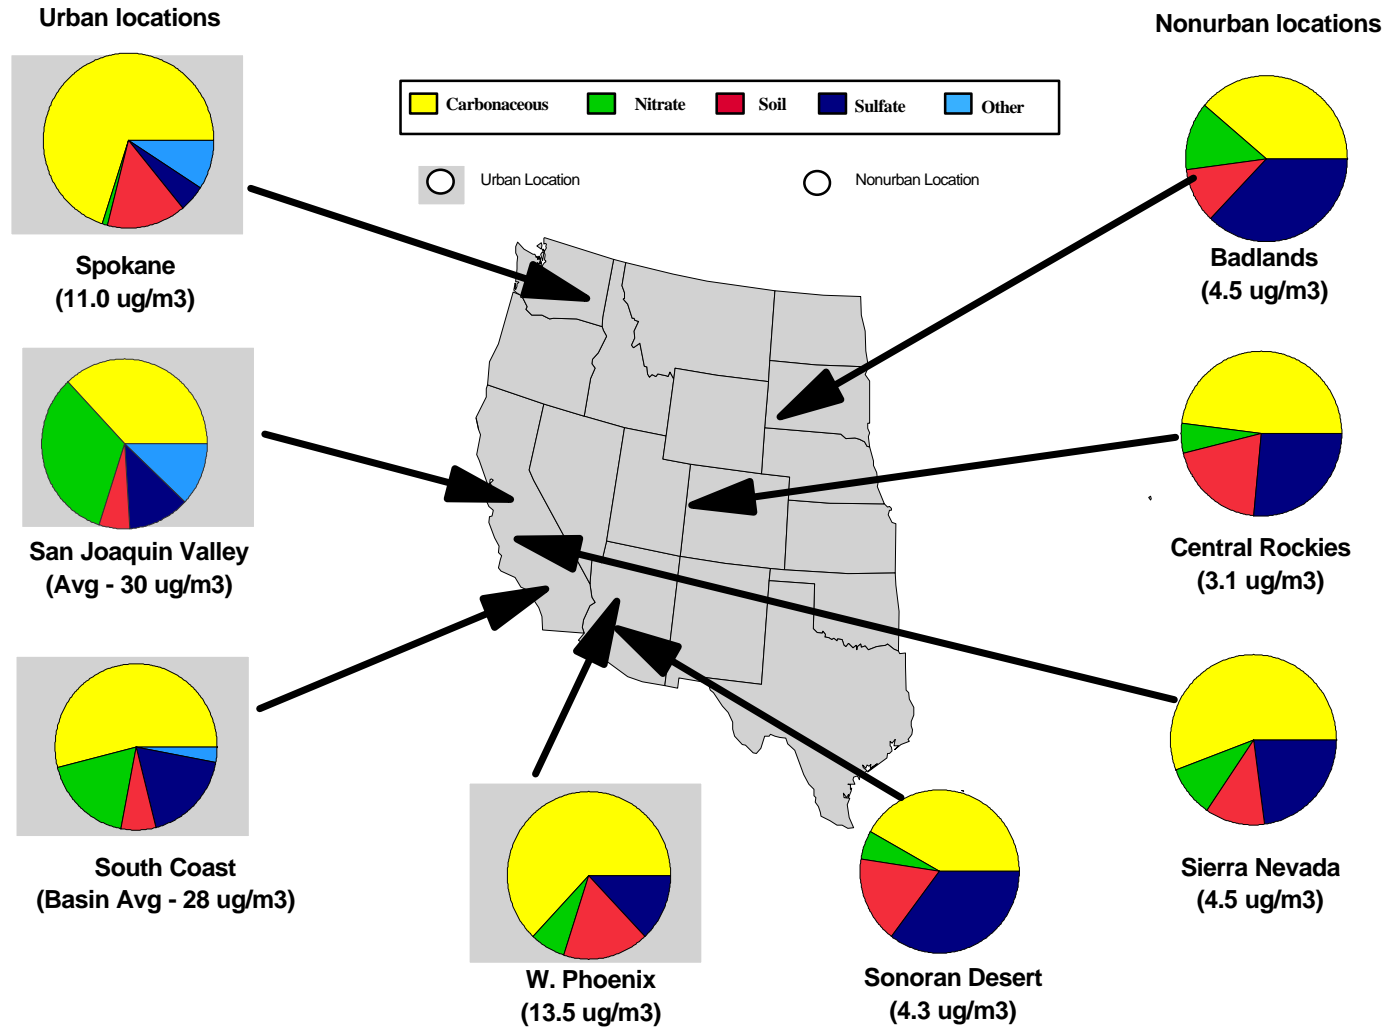 Urban locations
Nonurban locations
Carbonaceous
Nitrate
Soil
Sulfate
Other
Urban Location
Nonurban Location
Spokane
(11.0 ug/m3)
Badlands
(4.5 ug/m3)
San Joaquin Valley
(Avg - 30 ug/m3)
Central Rockies
(3.1 ug/m3)
South Coast
(Basin Avg - 28 ug/m3)
Sierra Nevada
(4.5 ug/m3)
W. Phoenix
(13.5 ug/m3)
Sonoran Desert
(4.3 ug/m3)